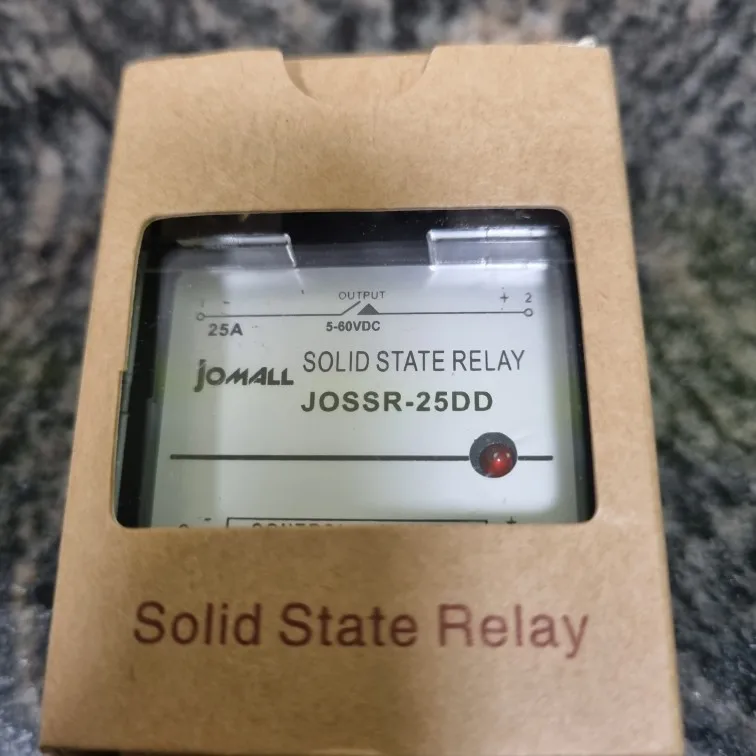 OUTPUT
1 - + 2
25A 5-60VDC
JOMALL SOLID STATE RELAY
JOSSR-25DD
- +
Solid State Relay